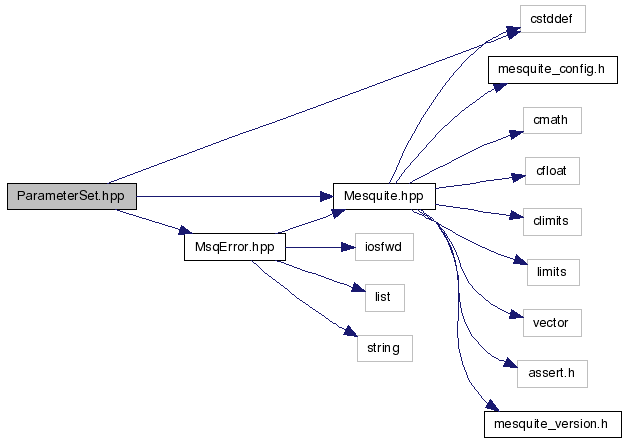 cstddef
mesquite_config.h
cmath
cfloat
ParameterSet.hpp
Mesquite.hpp
climits
MsqError.hpp
iosfwd
limits
list
vector
string
assert.h
mesquite_version.h